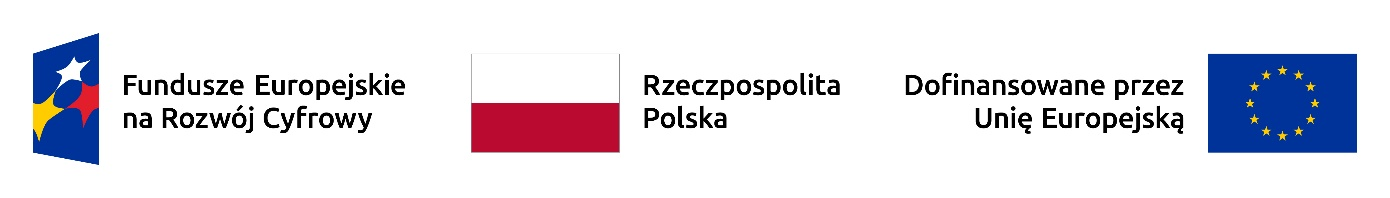 Fundusze Europejskie
na Rozwój Cyfrowy
Rzeczpospolita
Polska
Dofinansowane przez
Unię Europejską